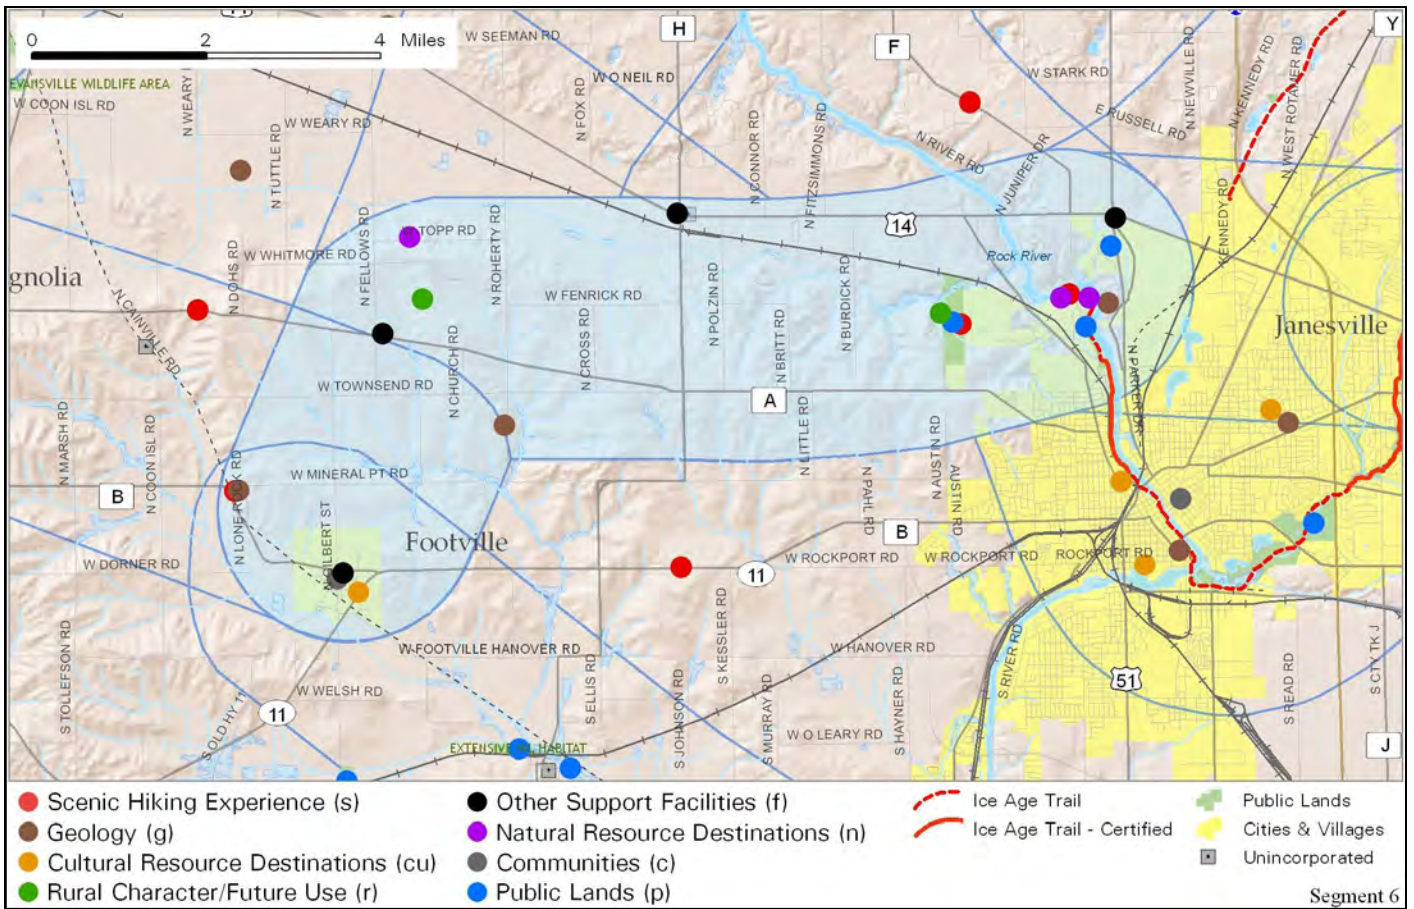 0 2 4 Miles
H
F
Y
W SEEMAN RD
W O NEIL RD
W STARK RD
EVANSVILLE WILDLIFE AREA
W COON ISL RD
N WEARY
W WEARY RD
N FOX RD
N TUTTLE RD
N CONNOR RD
N FITZSIMMONS RD
N RIVER RD
N JUNIPER DR
E RUSSELL RD
N NEWVILLE RD
N KENNEDY RD
N WEST ROTAMER RD
KENNEDY RD
TOPP RD
W WHITMORE RD
N DOHS RD
N FELLOWS RD
N ROHERTY RD
14
Rock River
gnolia
N CAINVILLE RD
W FENRICK RD
N POLZIN RD
N BURDICK RD
N BRITT RD
N CROSS RD
N CHURCH RD
Janesville
W TOWNSEND RD
N PARKER DR
A
N MARSH RD
N COON ISL RD
N LITTLE RD
W MINERAL PT RD
N LONE ROCK RD
N PAHL RD
N AUSTIN RD
AUSTIN RD
B
N GILBERT ST
Footville
B
W DORNER RD
11
W ROCKPORT RD
W ROCKPORT RD
ROCKPORT RD
S TOLLEFSON RD
W FOOTVILLE HANOVER RD
S KESSLER RD
W HANOVER RD
S RIVER RD
S CTY TK J
W WELSH RD
S ELLIS RD
S JOHNSON RD
S MURRAY RD
S HAYNER RD
S READ RD
51
11
S OLD HY 11
W O LEARY RD
J
Scenic Hiking Experience (s)
Geology (g)
Cultural Resource Destinations (cu)
Rural Character/Future Use (r)
Other Support Facilities (f)
Natural Resource Destinations (n)
Communities (c)
Public Lands (p)
Ice Age Trail
Ice Age Trail - Certified
Public Lands
Cities & Villages
Unincorporated
Segment 6